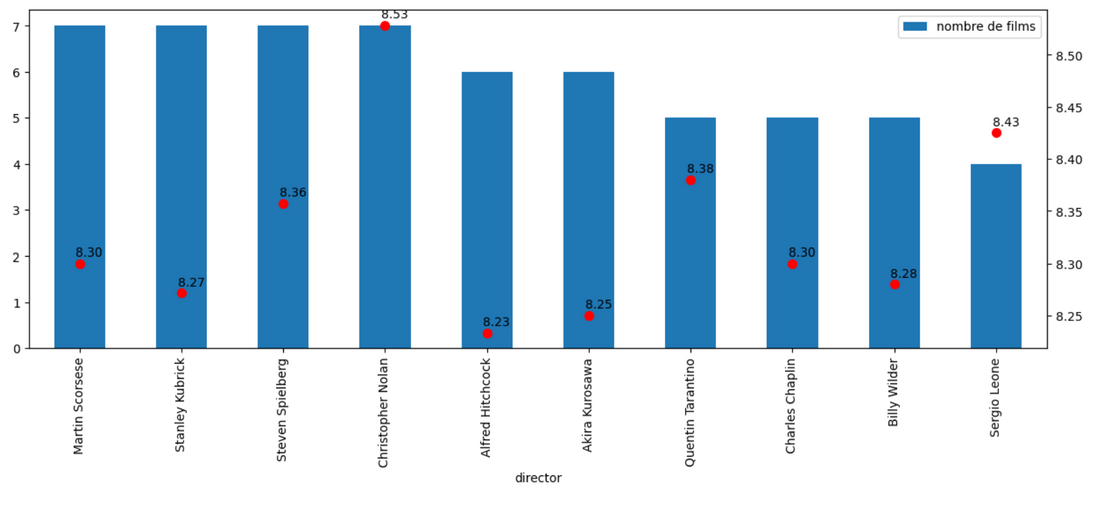 8.53
7
nombre de films
8.50
6
8.45
5
8.43
8.40
4
8.38
8.36
8.35
3
8.30
8.30
2
8.30
8.27
8.28
1
8.25
8.25
8.23
0
Martin Scorsese
Stanley Kubrick
Steven Spielberg
Christopher Nolan
Alfred Hitchcock
Akira Kurosawa
Quentin Tarantino
Charles Chaplin
Billy Wilder
Sergio Leone
director